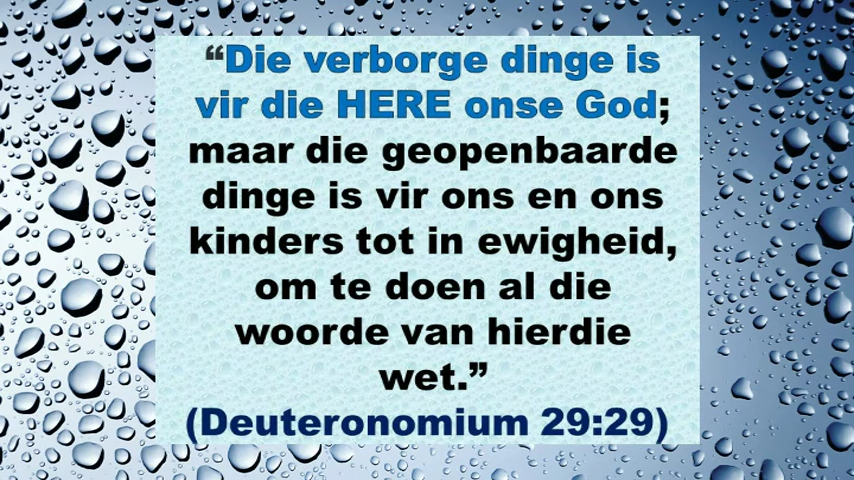 “Die verborge dinge is
vir die HERE onse God;
maar die geopenbaarde
dinge is vir ons en ons
kinders tot in ewigheid,
om te doen al die
woorde van hierdie
wet.”
(Deuteronomium 29:29)